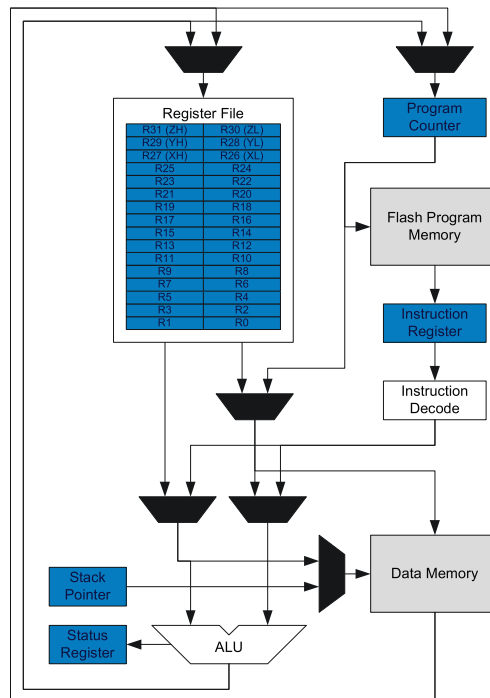 Register File
R31 (ZH) R30 (ZL)
R29 (YH) R28 (YL)
R27 (XH) R26 (XL)
R25 R24
R23 R22
R21 R20
R19 R18
R17 R16
R15 R14
R13 R12
R11 R10
R9 R8
R7 R6
R5 R4
R3 R2
R1 R0
Program
Counter
Flash Program
Memory
Instruction
Register
Instruction
Decode
Stack
Pointer
Data Memory
Status
Register
ALU